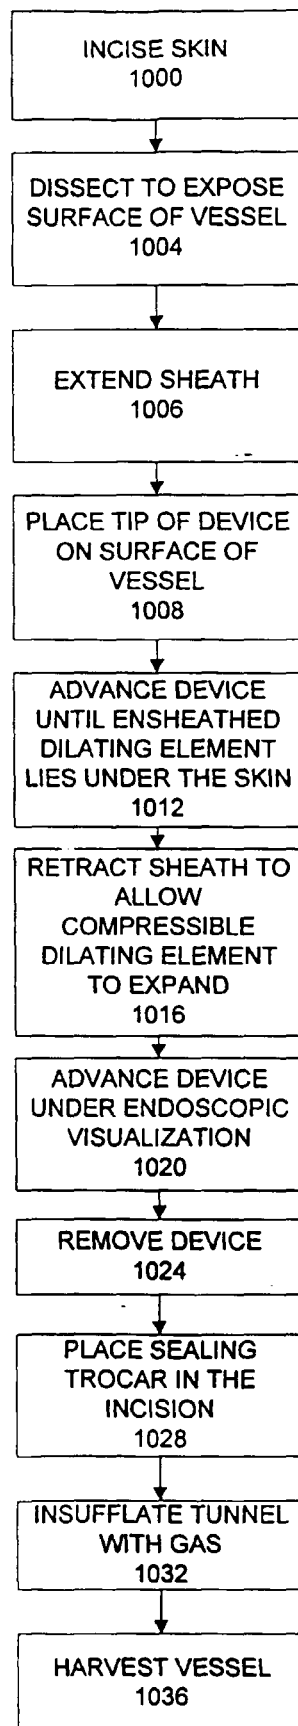 INCISE SKIN
1000
DISSECT TO EXPOSE
SURFACE OF VESSEL
1004
EXTEND SHEATH
1006
PLACE TIP OF DEVICE
ON SURFACE OF
VESSEL
1008
ADVANCE DEVICE
UNTIL ENSHEATHED
DILATING ELEMENT
LIES UNDER THE SKIN
1012
RETRACT SHEATH TO
ALLOW
COMPRESSIBLE
DILATING ELEMENT
TO EXPAND
1016
ADVANCE DEVICE
UNDER ENDOSCOPIC
VISUALIZATION
1020
REMOVE DEVICE
1024
PLACE SEALING
TROCAR IN THE
INCISION
1028
INSUFFLATE TUNNEL
WITH GAS
1032
HARVEST VESSEL
1036